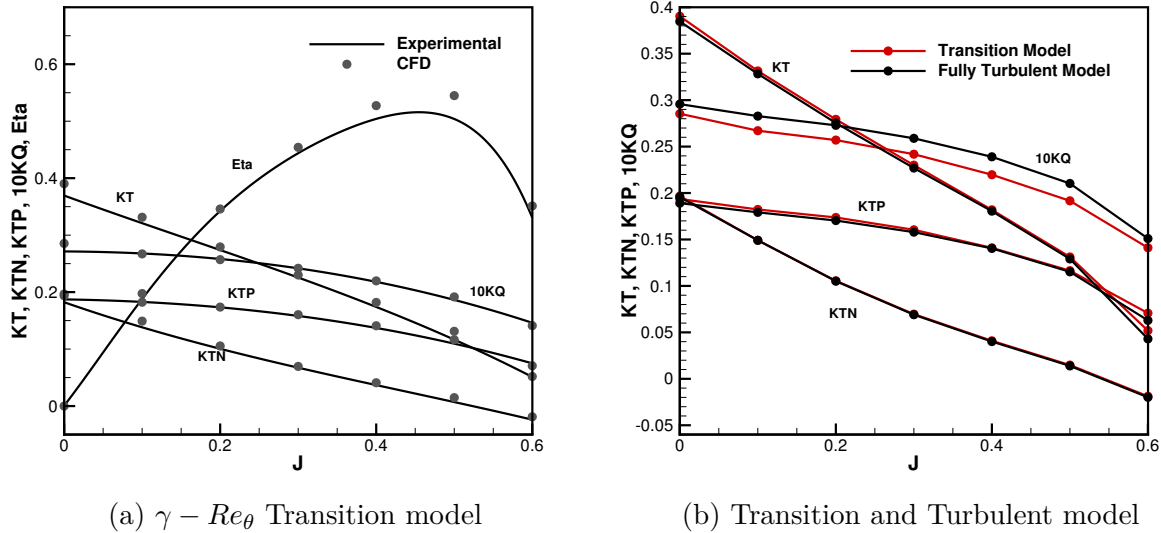 KT, KTN, KTP, 10KQ, Eta
0.6
0.4
0.2
0
Experimental
CFD
Eta
KT
10KQ
KTP
KTN
0 0.2 0.4 0.6
J
(a) γ − Reθ Transition model
KT, KTN, KTP, 10KQ
0.4
0.35
0.3
0.25
0.2
0.15
0.1
0.05
0
-0.05
Transition Model
Fully Turbulent Model
KT
10KQ
KTP
KTN
0 0.2 0.4 0.6
J
(b) Transition and Turbulent model